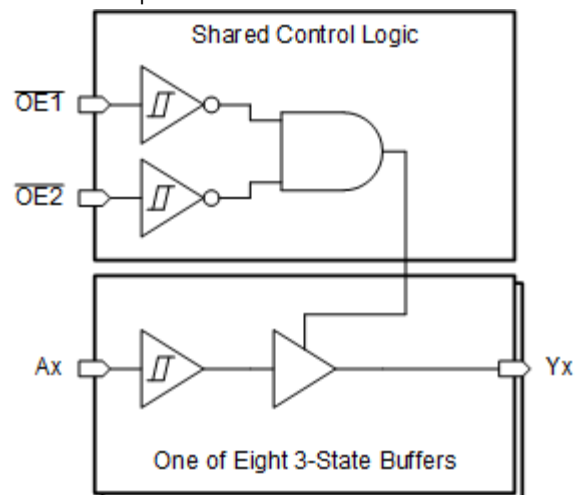 Shared Control Logic
OE1
OE2
Ax
Yx
One of Eight 3-State Buffers